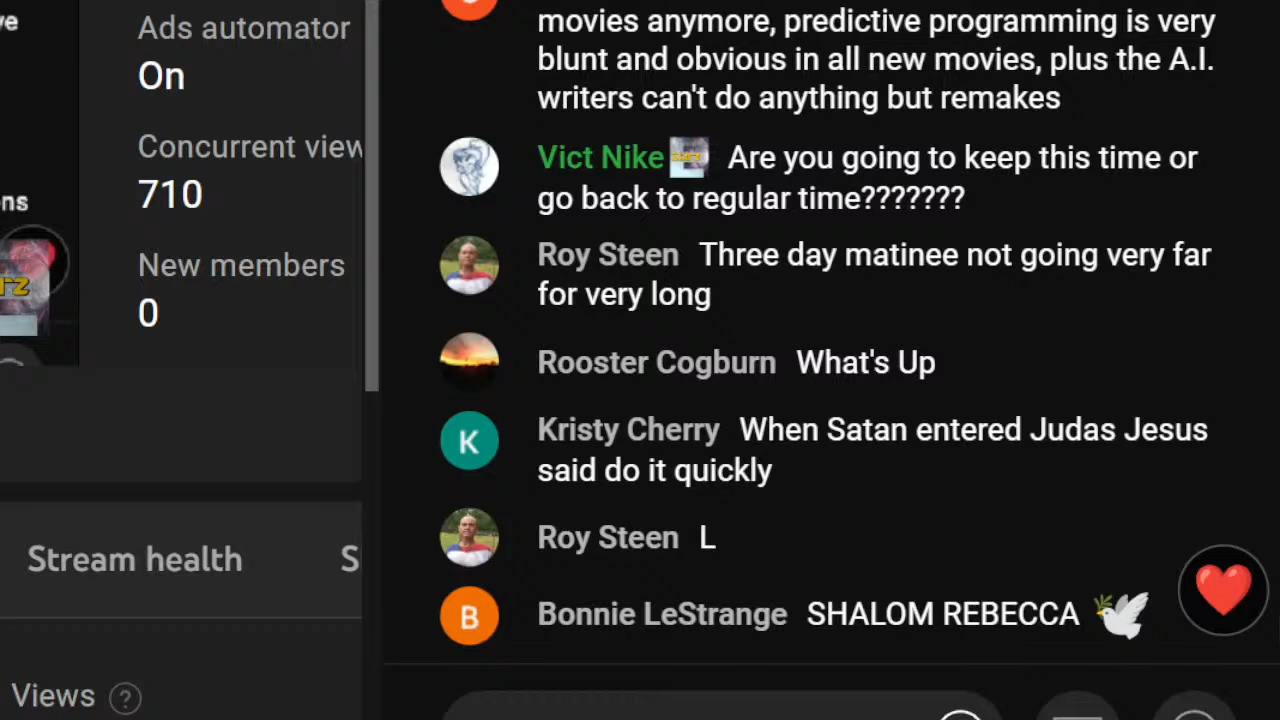 ve
Ads automator
On
Concurrent view
710
ns
New members
0
rz
Stream health
S
Views ?
movies anymore, predictive programming is very
blunt and obvious in all new movies, plus the A.I.
writers can't do anything but remakes
Vict Nike Are you going to keep this time or
go back to regular time???????
Roy Steen Three day matinee not going very far
for very long
Rooster Cogburn What's Up
K
Kristy Cherry When Satan entered Judas Jesus
said do it quickly
Roy Steen L
B
Bonnie LeStrange SHALOM REBECCA 🕊️